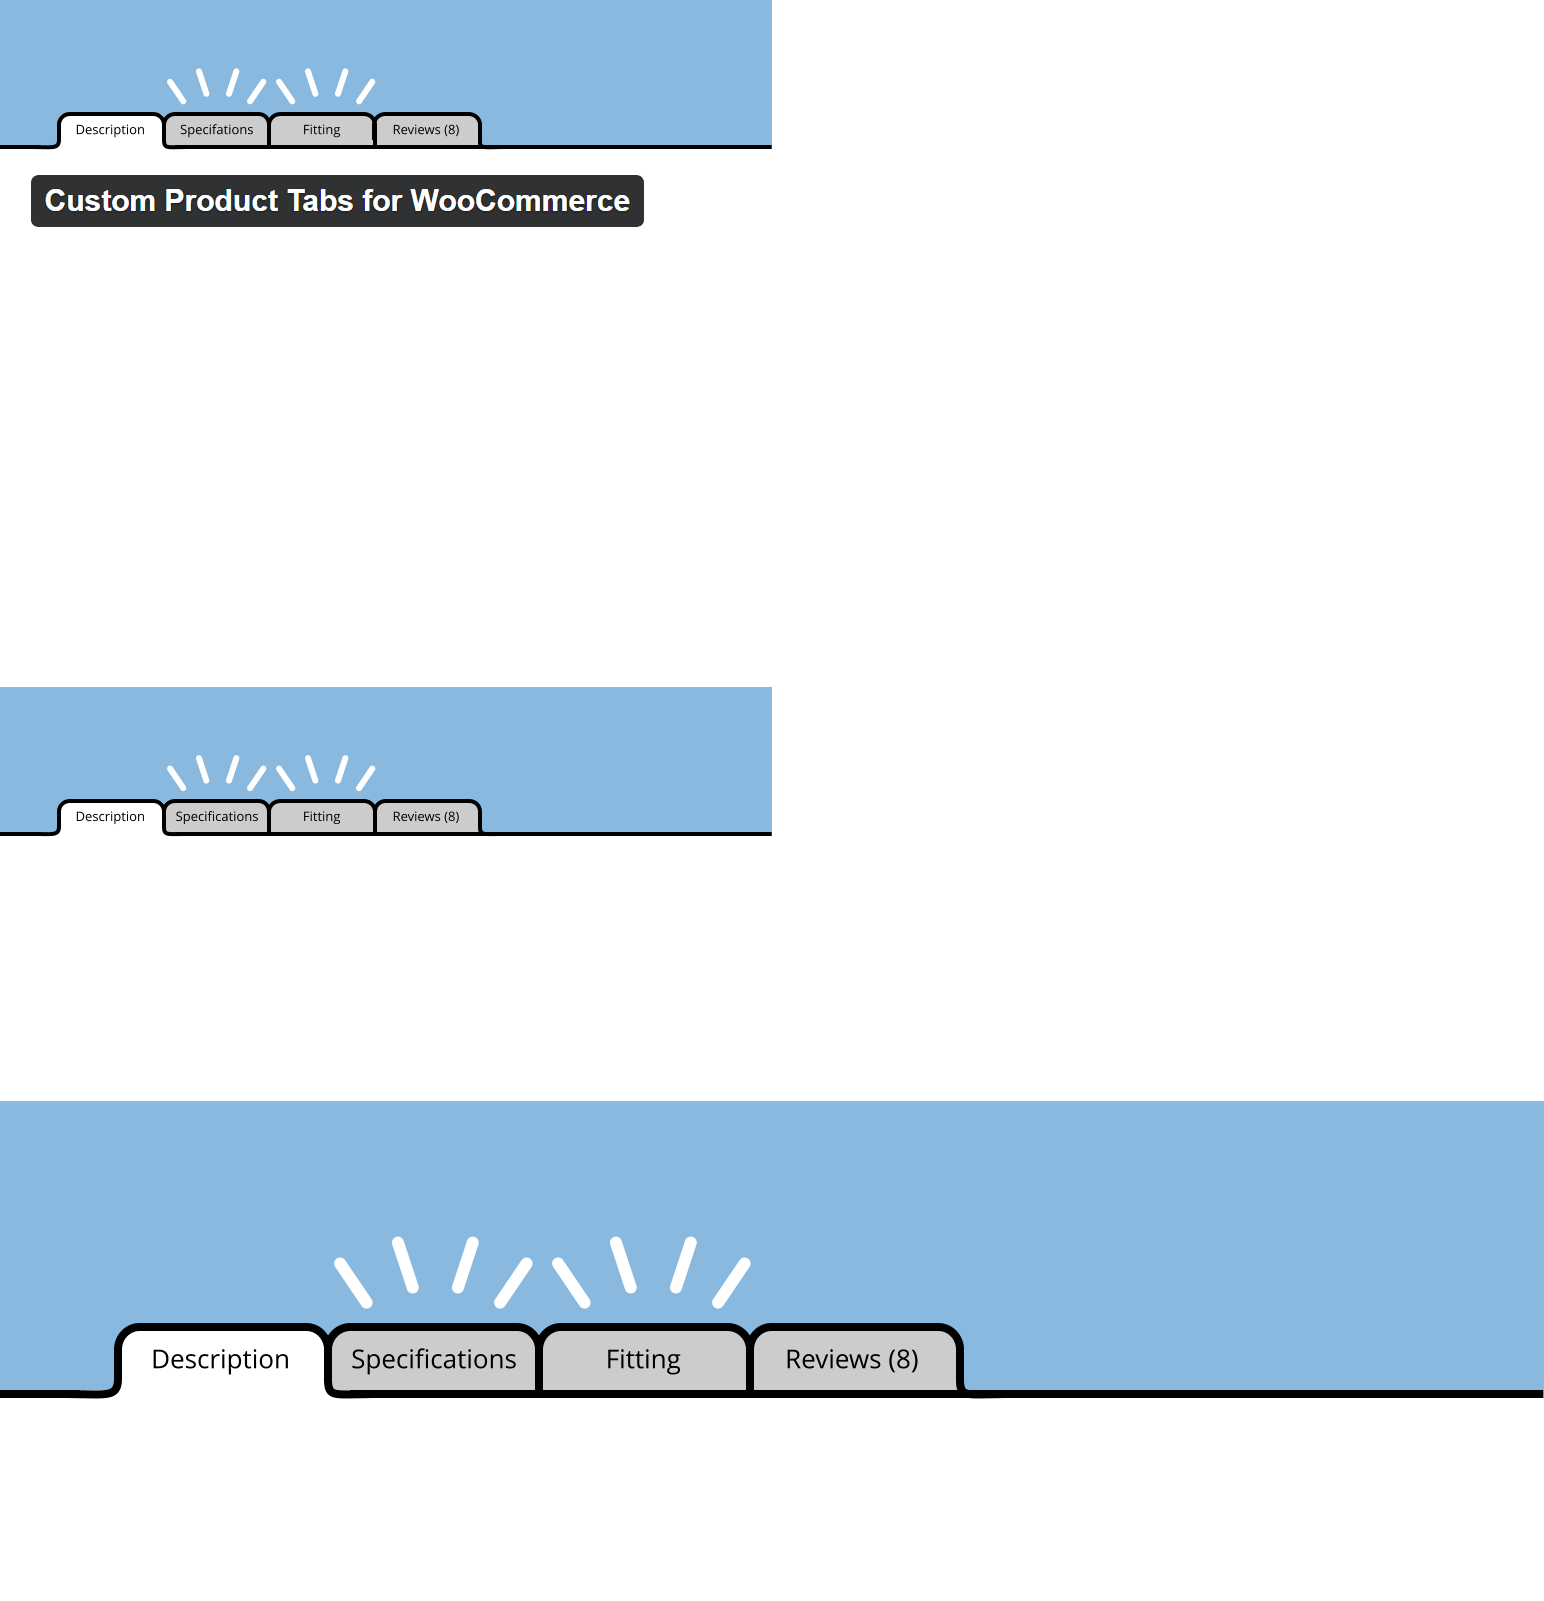 Description Specifations Fitting Reviews (8)
Custom Product Tabs for WooCommerce
Description Specifications Fitting Reviews (8)
Description Specifications Fitting Reviews (8)